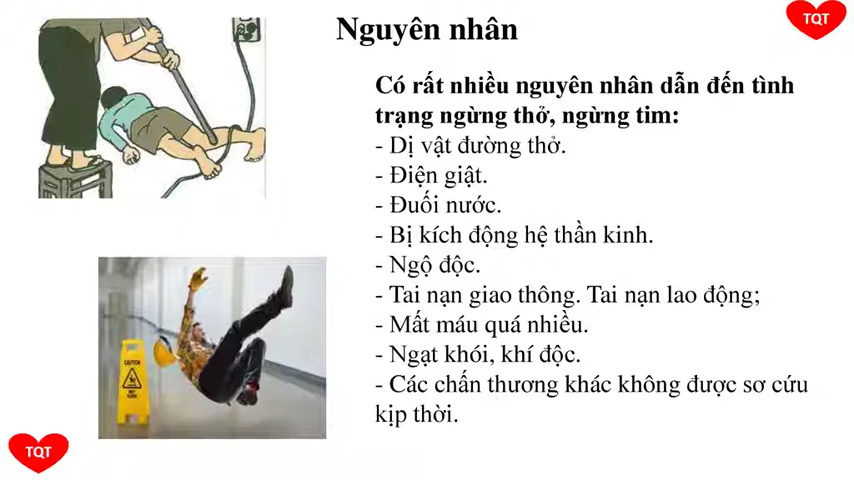 Nguyên nhân
TQT
Có rất nhiều nguyên nhân dẫn đến tình
trạng ngừng thở, ngừng tim:
- Dị vật đường thở.
- Điện giật.
- Đuối nước.
- Bị kích động hệ thần kinh.
- Ngộ độc.
- Tai nạn giao thông. Tai nạn lao động;
- Mất máu quá nhiều.
- Ngạt khói, khí độc.
- Các chấn thương khác không được sơ cứu
kịp thời.
CAUTION
TQT